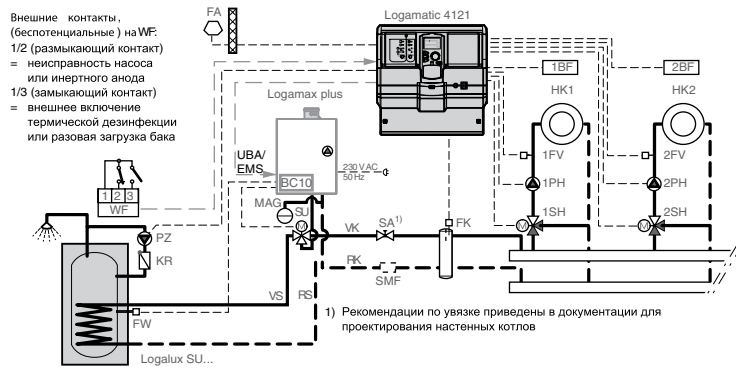 Внешние контакты,
(беспотенциальные) на WF:
1/2 (размыкающий контакт)
= неисправность насоса
или инертного анода
1/3 (замыкающий контакт)
= внешнее включение
термической дезинфекции
или разовая загрузка бака
FA
Logamatic 4121
1BF
2BF
HK1
HK2
Logamax plus
UBA/
EMS
BC10
230 V AC
50 Hz
1 2 3
WF
MAG
SU
M
PZ
KR
VK
SA1)
FK
RK
SMF
VS
RS
FW
1FV
2FV
1PH
2PH
M
1SH
M
2SH
Logalux SU...
1) Рекомендации по увязке приведены в документации для
проектирования настенных котлов